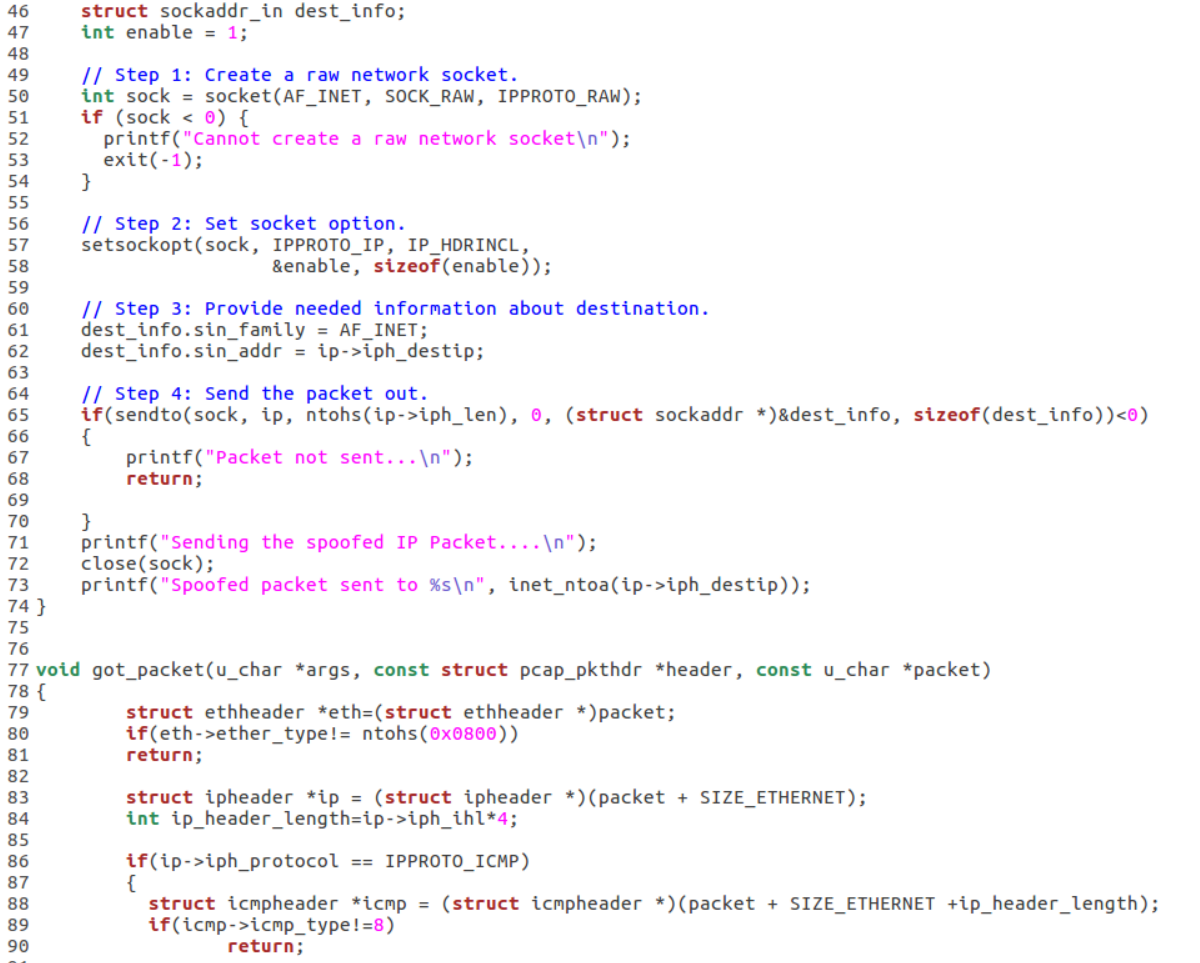 46 struct sockaddr_in dest_info;
47 int enable = 1;
48
49 // Step 1: Create a raw network socket.
50 int sock = socket(AF_INET, SOCK_RAW, IPPROTO_RAW);
51 if (sock < 0) {
52 printf("Cannot create a raw network socket\n");
53 exit(-1);
54 }
55
56 // Step 2: Set socket option.
57 setsockopt(sock, IPPROTO_IP, IP_HDRINCL,
58 &enable, sizeof(enable));
59
60 // Step 3: Provide needed information about destination.
61 dest_info.sin_family = AF_INET;
62 dest_info.sin_addr = ip->iph_destip;
63
64 // Step 4: Send the packet out.
65 if(sendto(sock, ip, ntohs(ip->iph_len), 0, (struct sockaddr *)&dest_info, sizeof(dest_info))<0)
66 {
67 printf("Packet not sent...\n");
68 return;
69
70 }
71 printf("Sending the spoofed IP Packet....\n");
72 close(sock);
73 printf("Spoofed packet sent to %s\n", inet_ntoa(ip->iph_destip));
74 }
75
76
77 void got_packet(u_char *args, const struct pcap_pkthdr *header, const u_char *packet)
78 {
79 struct ethheader *eth=(struct ethheader *)packet;
80 if(eth->ether_type!= ntohs(0x0800))
81 return;
82
83 struct ipheader *ip = (struct ipheader *)(packet + SIZE_ETHERNET);
84 int ip_header_length=ip->iph_ihl*4;
85
86 if(ip->iph_protocol == IPPROTO_ICMP)
87 {
88 struct icmpheader *icmp = (struct icmpheader *)(packet + SIZE_ETHERNET +ip_header_length);
89 if(icmp->icmp_type!=8)
90 return;